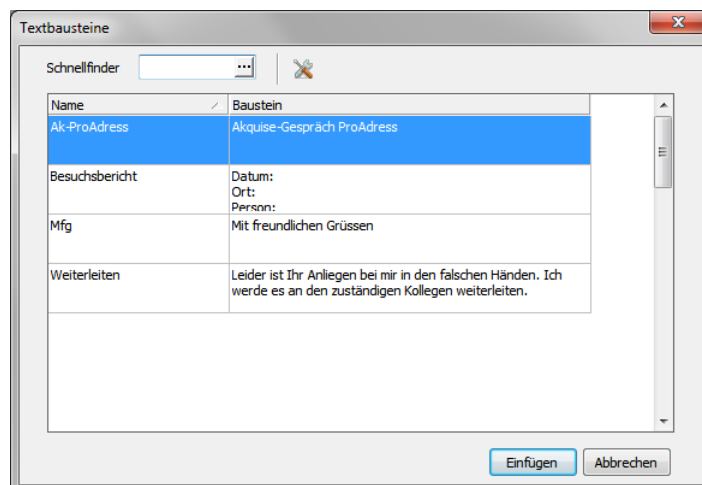 Textbausteine
Schnellfinder
Name Baustein
Ak-ProAdress Akquise-Gespräch ProAdress
Besuchsbericht Datum:
Ort:
Person:
Mfg Mit freundlichen Grüssen
Weiterleiten Leider ist Ihr Anliegen bei mir in den falschen Händen. Ich
werde es an den zuständigen Kollegen weiterleiten.
Einfügen Abbrechen